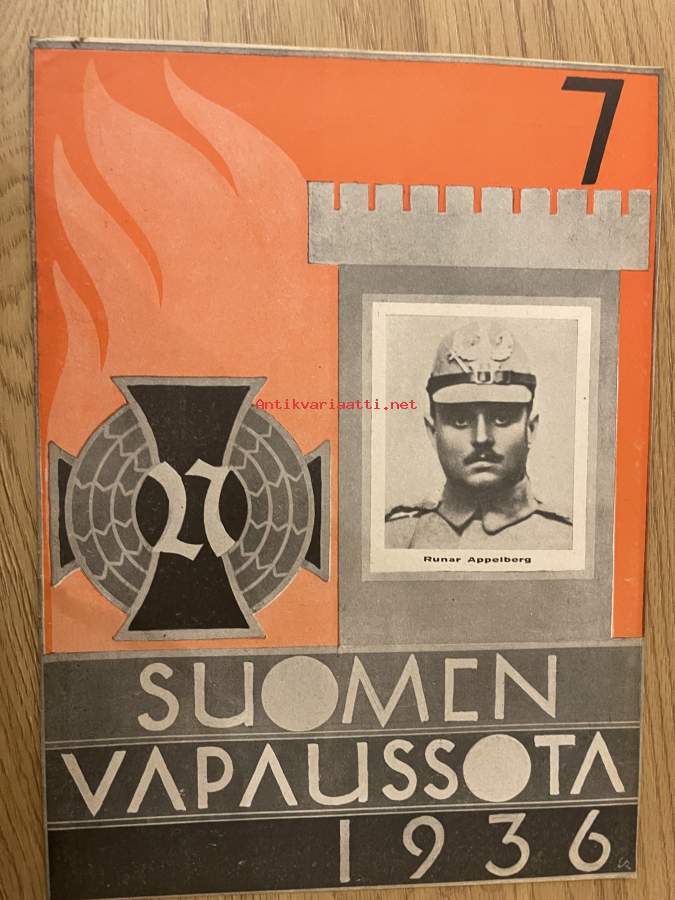 7
Antikvariaatti.net
27
Runar Appelberg
SUOMEN
VAPAUSSOTA
1936